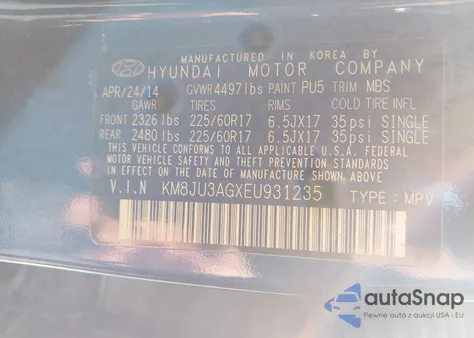 MANUFACTURED IN KOREA BY
HYUNDAI MOTOR COMPANY
APR/24/14 GVWR 4497lbs PAINT PU5 TRIM MBS
GAWR TIRES RIMS COLD TIRE INFL
FRONT 2326lbs 225/60R17 6.5JX17 35psi SINGLE
REAR 2480lbs 225/60R17 6.5JX17 35psi SINGLE
THIS VEHICLE CONFORMS TO ALL APPLICABLE U.S.A. FEDERAL
MOTOR VEHICLE SAFETY, BUMPER, AND THEFT PREVENTION
STANDARDS IN EFFECT ON THE DATE OF MANUFACTURE SHOWN ABOVE.
V.I.N KM8JU3AGXEU931235 TYPE : MPV
autoSnap
Pewne auta z aukcji USA i EU